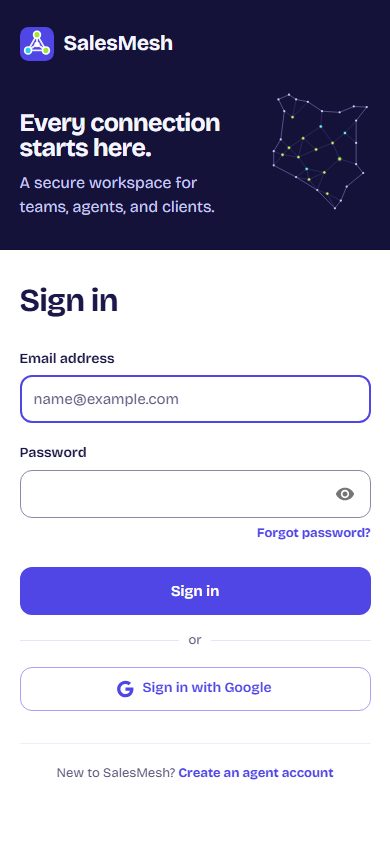 SalesMesh
Every connection
starts here.
A secure workspace for
teams, agents, and clients.
Sign in
Email address
name@example.com
Password
Forgot password?
Sign in
or
Sign in with Google
New to SalesMesh? Create an agent account